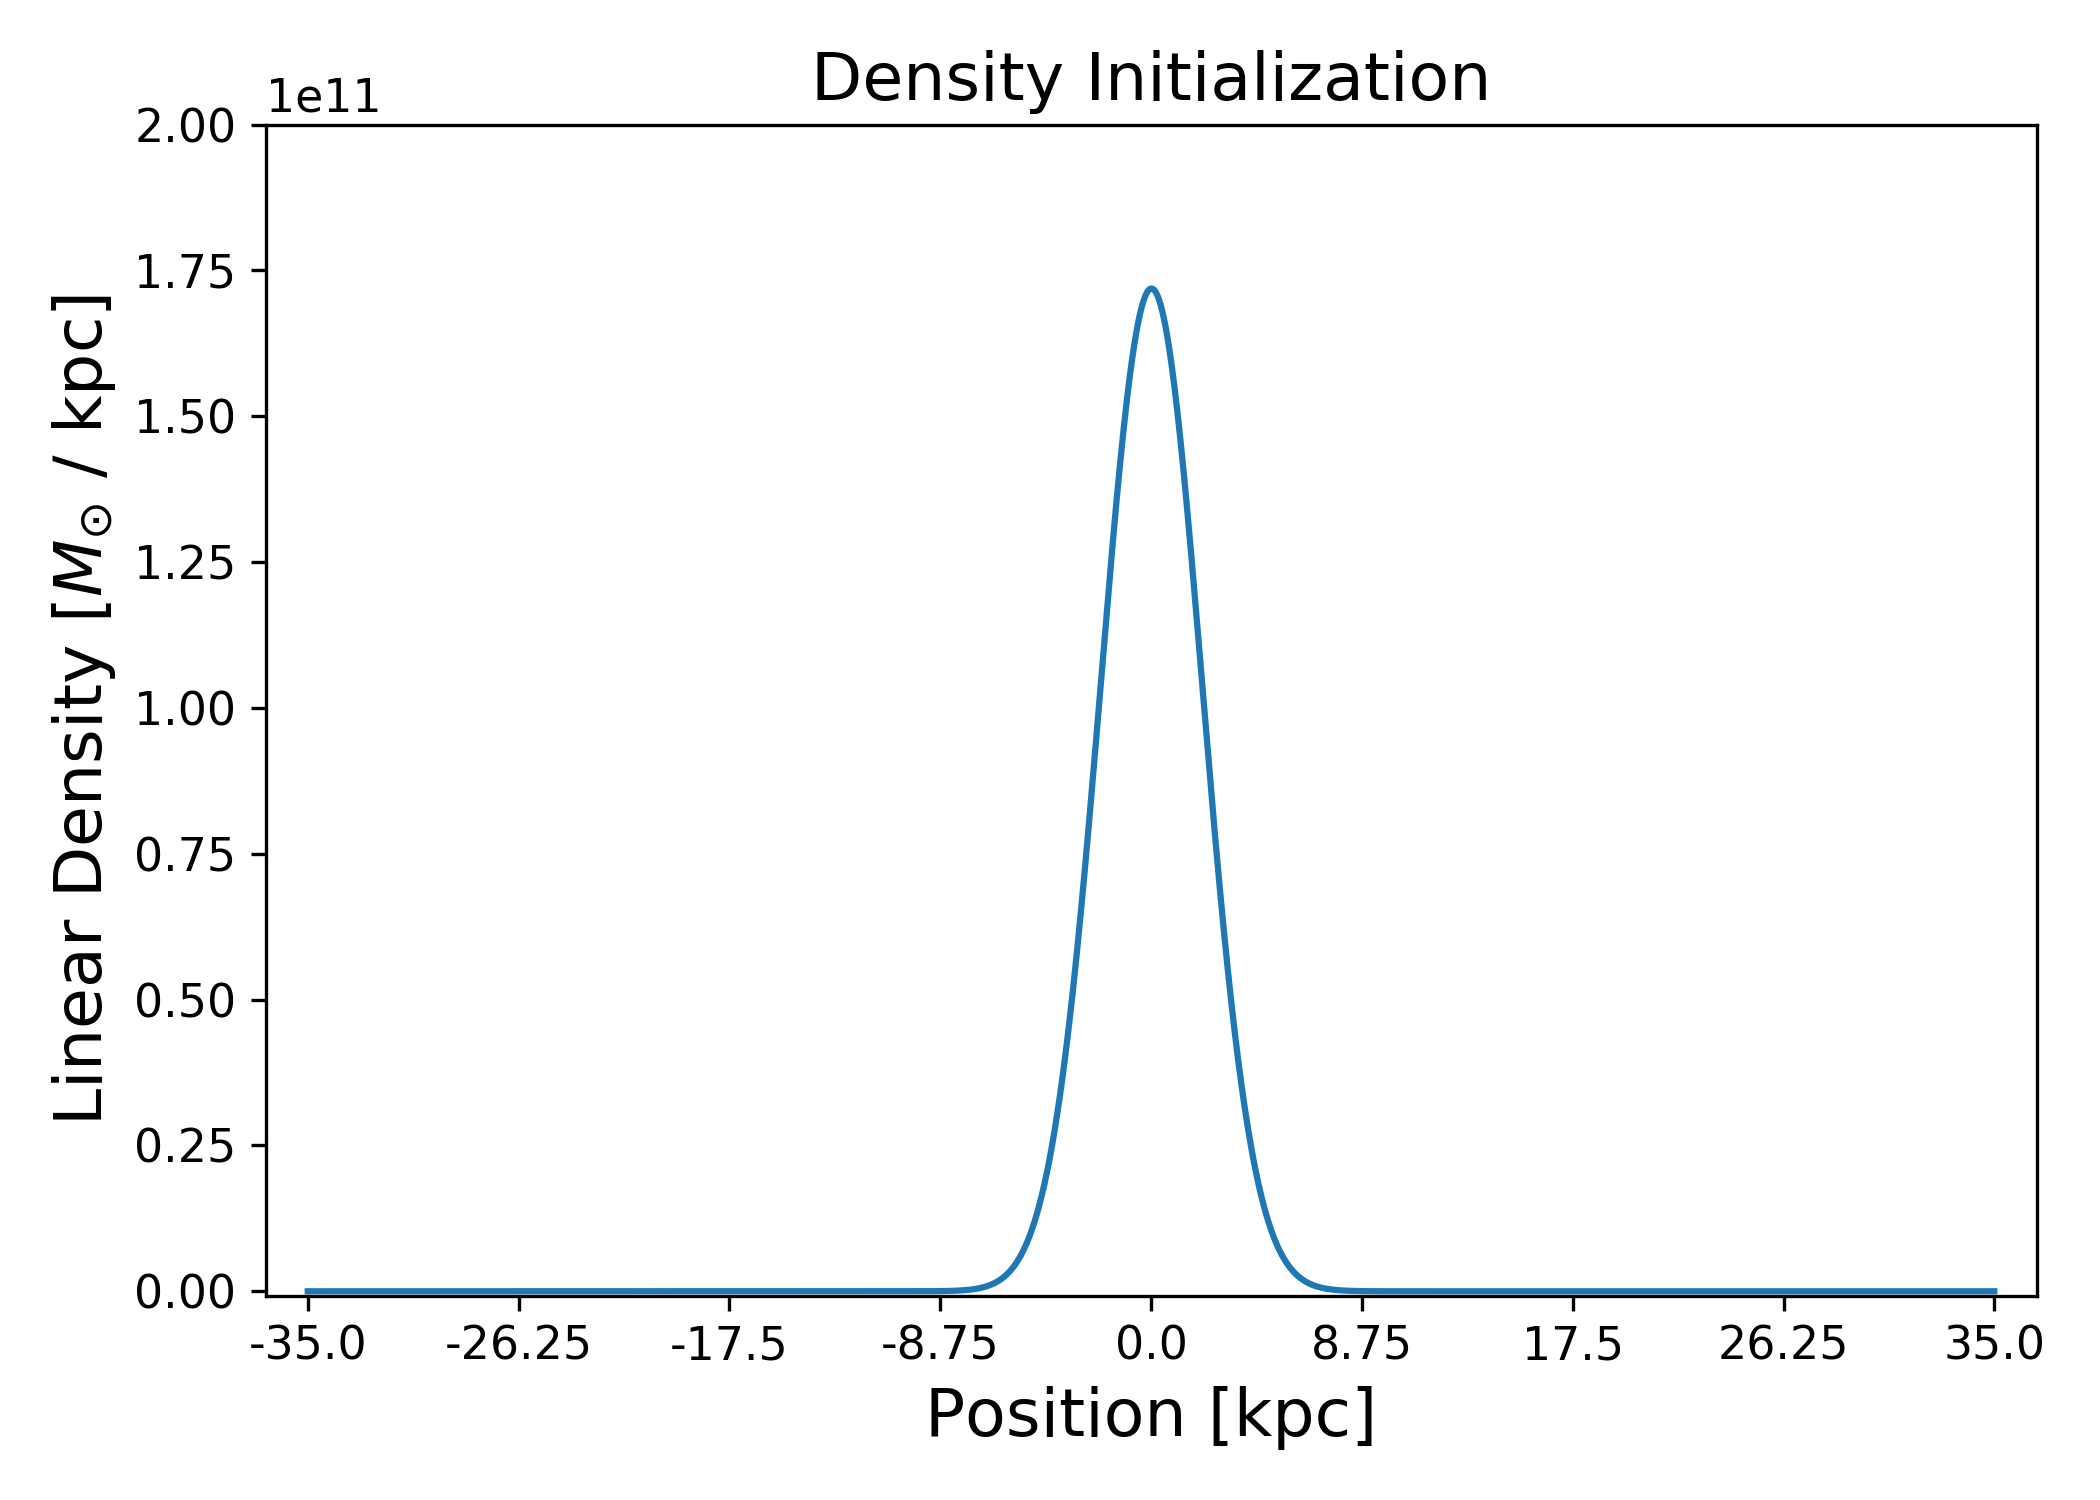 Density Initialization
1e11
2.00
1.75
1.50
1.25
1.00
0.75
0.50
0.25
0.00
Linear Density [M⊙ / kpc]
-35.0 -26.25 -17.5 -8.75 0.0 8.75 17.5 26.25 35.0
Position [kpc]